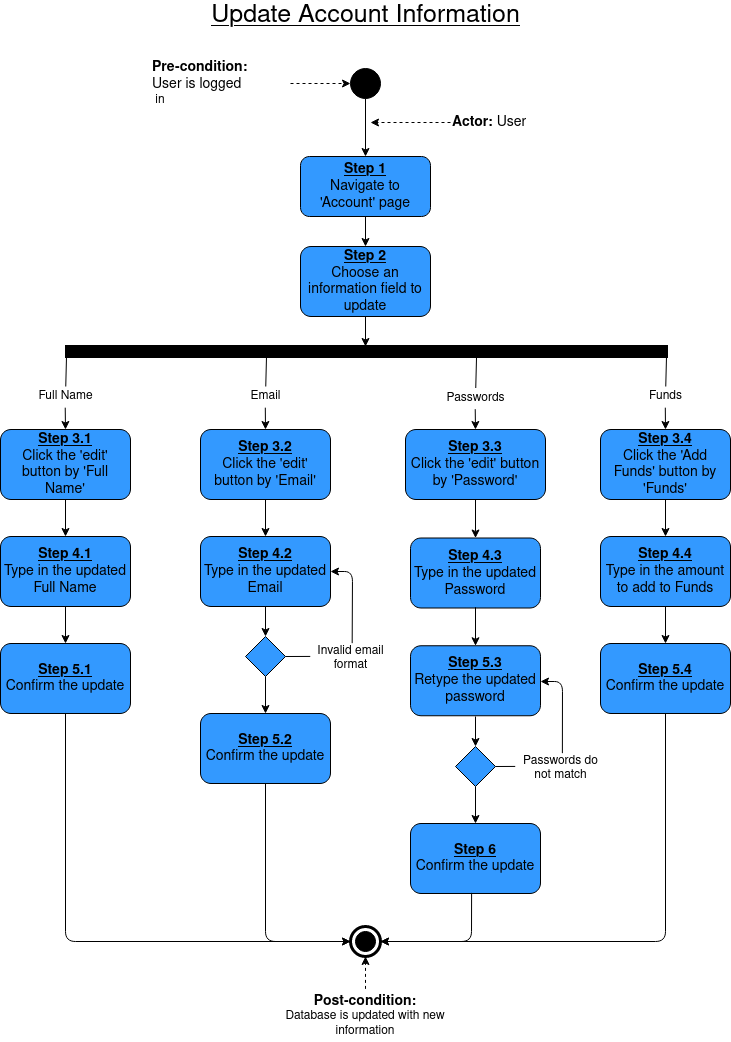 Update Account Information
Pre-condition:
User is logged
in
Actor: User
Step 1
Navigate to
'Account' page
Step 2
Choose an
information field to
update
Full Name
Email
Passwords
Funds
Step 3.1
Click the 'edit'
button by 'Full
Name'
Step 3.2
Click the 'edit'
button by 'Email'
Step 3.3
Click the 'edit' button
by 'Password'
Step 3.4
Click the 'Add
Funds' button by
'Funds'
Step 4.1
Type in the updated
Full Name
Step 4.2
Type in the updated
Email
Step 4.3
Type in the updated
Password
Step 4.4
Type in the amount
to add to Funds
Invalid email
format
Step 5.1
Confirm the update
Step 5.2
Confirm the update
Step 5.3
Retype the updated
password
Step 5.4
Confirm the update
Passwords do
not match
Step 6
Confirm the update
Post-condition:
Database is updated with new
information